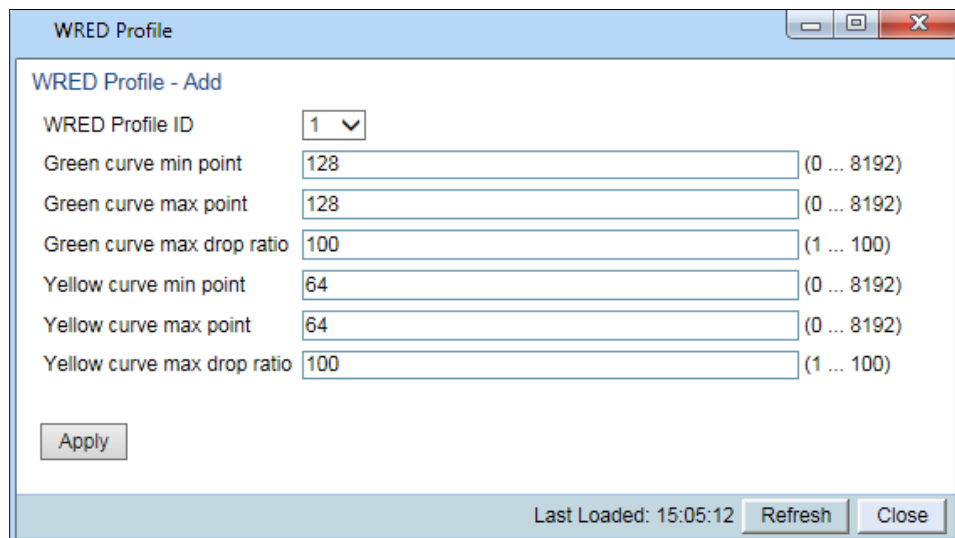 WRED Profile
WRED Profile - Add
WRED Profile ID 1
Green curve min point 128 (0 ... 8192)
Green curve max point 128 (0 ... 8192)
Green curve max drop ratio 100 (1 ... 100)
Yellow curve min point 64 (0 ... 8192)
Yellow curve max point 64 (0 ... 8192)
Yellow curve max drop ratio 100 (1 ... 100)
Apply
Last Loaded: 15:05:12 Refresh Close